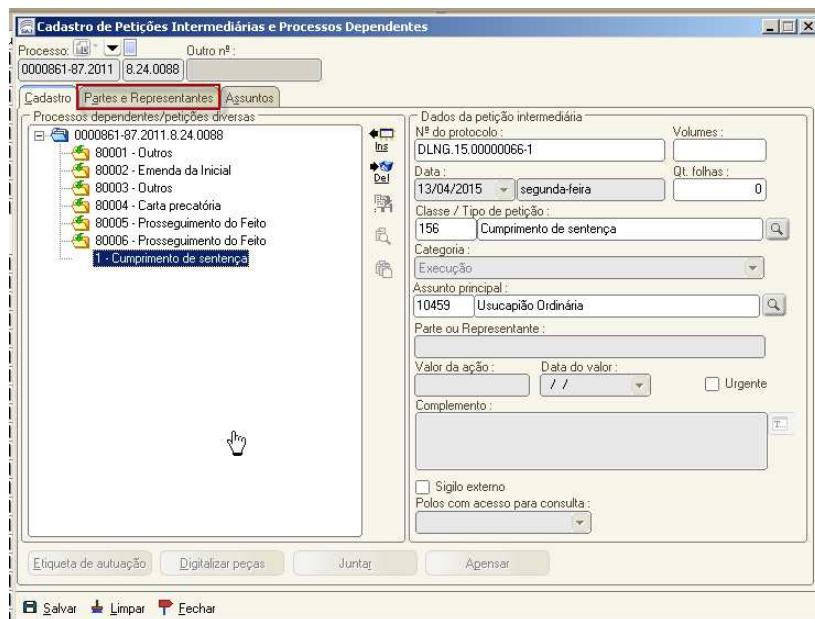 Cadastro de Petições Intermediárias e Processos Dependentes
Processo: Outro nº :
0000861-87.2011 8.24.0088
Cadastro Partes e Representantes Assuntos
Processos dependentes/petições diversas
0000861-87.2011.8.24.0088
80001 - Outros
80002 - Emenda da Inicial
80003 - Outros
80004 - Carta precatória
80005 - Prosseguimento do Feito
80006 - Prosseguimento do Feito
1 - Cumprimento de sentença
Ins
Del
Dados da petição intermediária
Nº do protocolo : Volumes :
DLNG.15.00000066-1
Data : Qt. folhas :
13/04/2015 segunda-feira 0
Classe / Tipo de petição :
156 Cumprimento de sentença
Categoria :
Execução
Assunto principal :
10459 Usucapião Ordinária
Parte ou Representante :
Valor da ação : Data do valor :
/ / Urgente
Complemento :
T...
Sigilo externo
Polos com acesso para consulta :
Etiqueta de autuação Digitalizar peças Juntar Apensar
Salvar Limpar Fechar